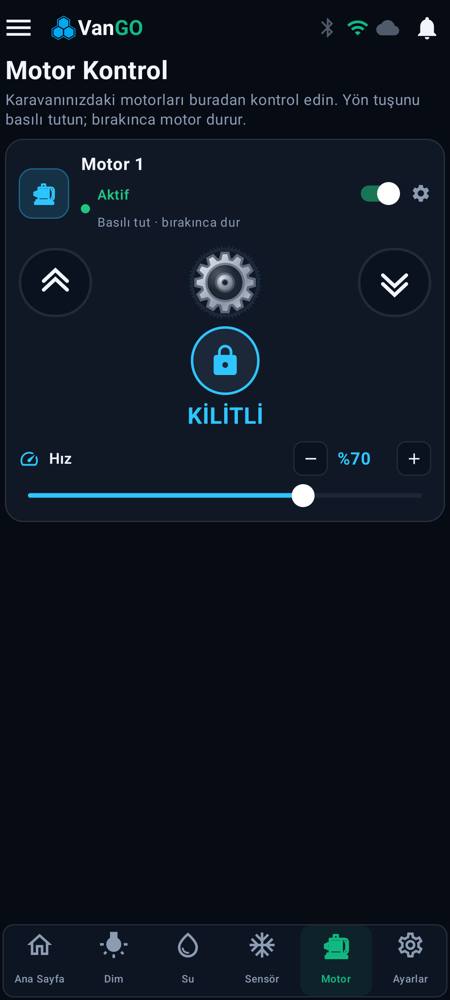 VanGO
Motor Kontrol
Karavanınızdaki motorları buradan kontrol edin. Yön tuşunu
basılı tutun; bırakınca motor durur.
Motor 1
Aktif
Basılı tut · bırakınca dur
KİLİTLİ
Hız
− %70 +
Ana Sayfa
Dim
Su
Sensör
Motor
Ayarlar